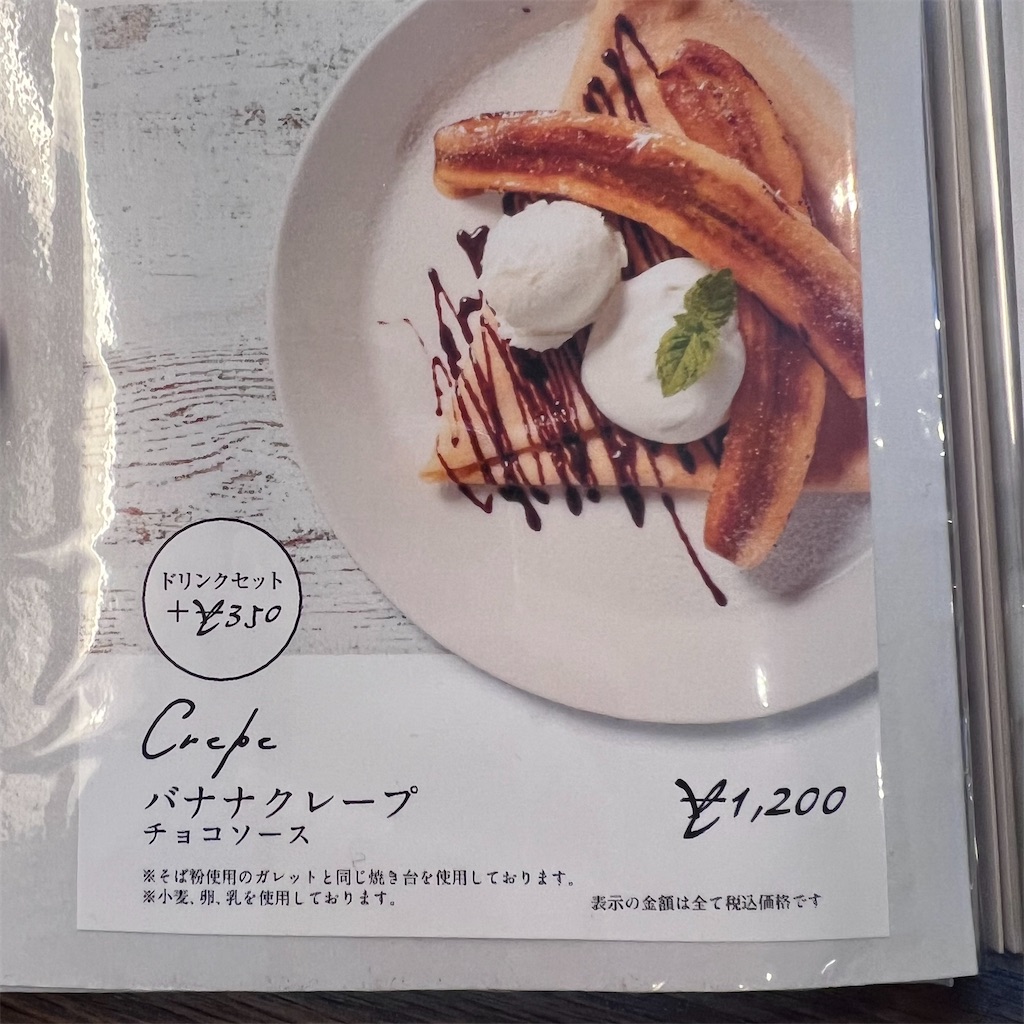 ドリンクセット
+¥350
Crepe
バナナクレープ
チョコソース
¥1,200
※そば粉使用のガレットと同じ焼き台を使用しております。
※小麦、卵、乳を使用しております。
表示の金額は全て税込価格です